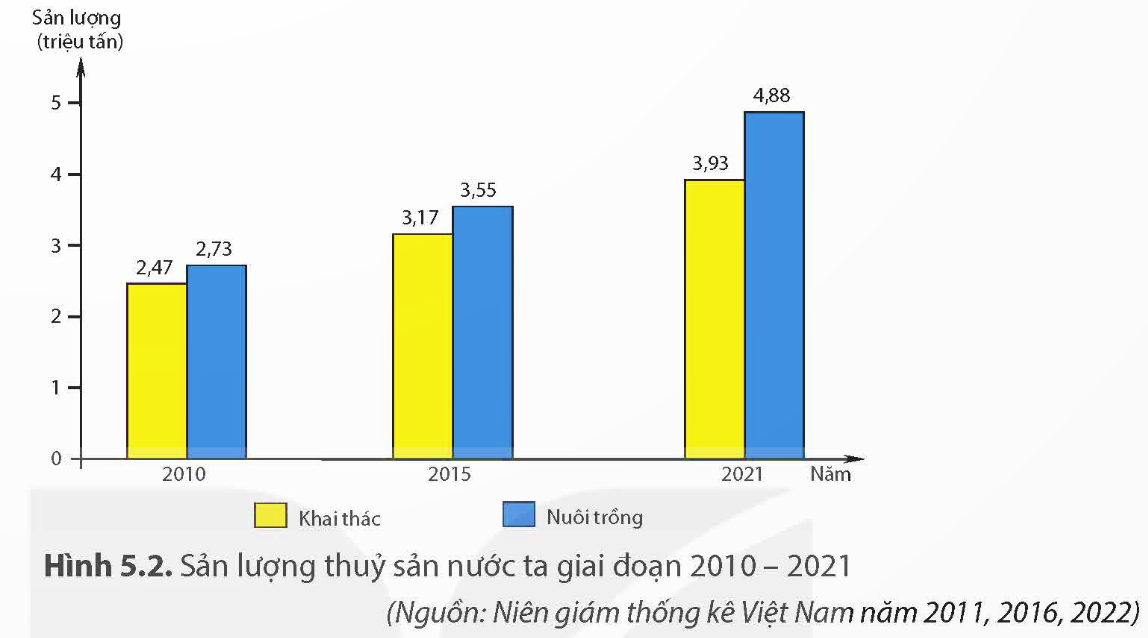 Sản lượng
(triệu tấn)
5
4
3
2
1
0
2,47
2,73
3,17
3,55
3,93
4,88
2010
2015
2021
Năm
Khai thác
Nuôi trồng
Hình 5.2. Sản lượng thuỷ sản nước ta giai đoạn 2010 – 2021
(Nguồn: Niên giám thống kê Việt Nam năm 2011, 2016, 2022)